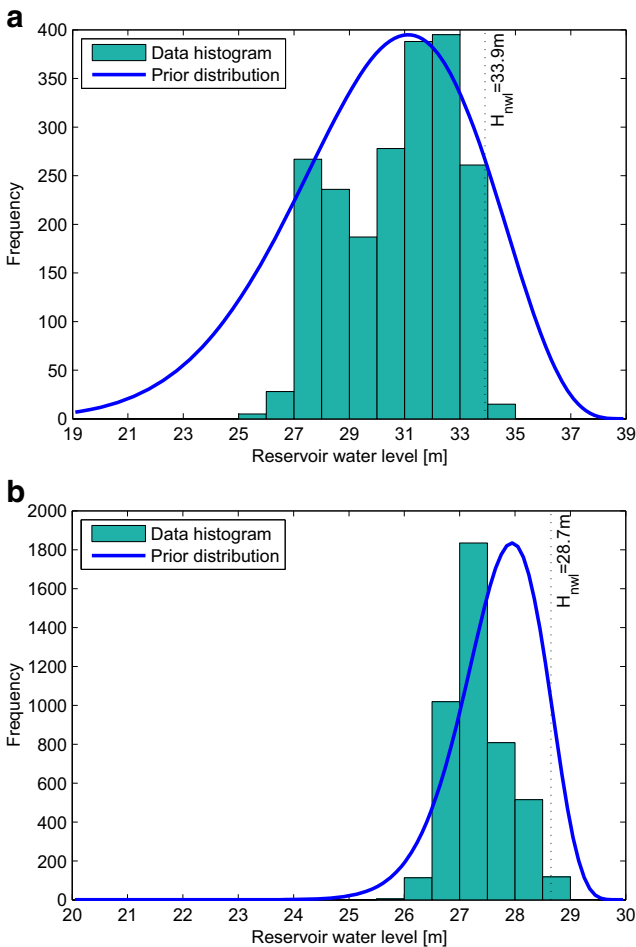 a
400
350
300
250
200
150
100
50
0
Frequency
Data histogram
Prior distribution
H_nwl=33.9m
19 21 23 25 27 29 31 33 35 37 39
Reservoir water level [m]
b
2000
1800
1600
1400
1200
1000
800
600
400
200
0
Frequency
Data histogram
Prior distribution
H_nwl=28.7m
20 21 22 23 24 25 26 27 28 29 30
Reservoir water level [m]